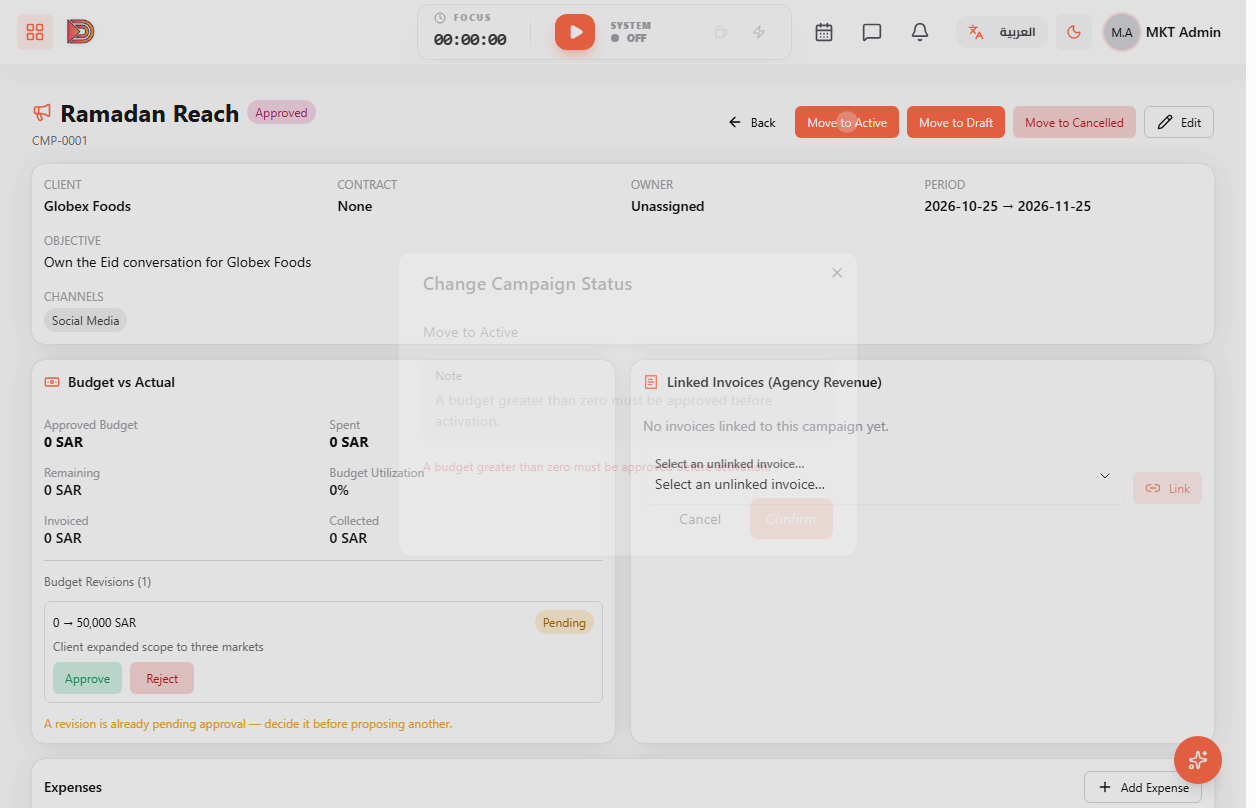 FOCUS
00:00:00
SYSTEM
OFF
العربية
M.A
MKT Admin
Ramadan Reach
Approved
CMP-0001
Back
Move to Active
Move to Draft
Move to Cancelled
Edit
CLIENT
Globex Foods
CONTRACT
None
OWNER
Unassigned
PERIOD
2026-10-25 → 2026-11-25
OBJECTIVE
Own the Eid conversation for Globex Foods
CHANNELS
Social Media
Change Campaign Status
Move to Active
Note
A budget greater than zero must be approved before
activation.
A budget greater than zero must be approved before activation.
Cancel
Confirm
Budget vs Actual
Approved Budget
0 SAR
Spent
0 SAR
Remaining
0 SAR
Budget Utilization
0%
Invoiced
0 SAR
Collected
0 SAR
Budget Revisions (1)
0 → 50,000 SAR
Pending
Client expanded scope to three markets
Approve
Reject
A revision is already pending approval — decide it before proposing another.
Linked Invoices (Agency Revenue)
No invoices linked to this campaign yet.
Select an unlinked invoice...
Select an unlinked invoice...
Link
Expenses
Add Expense